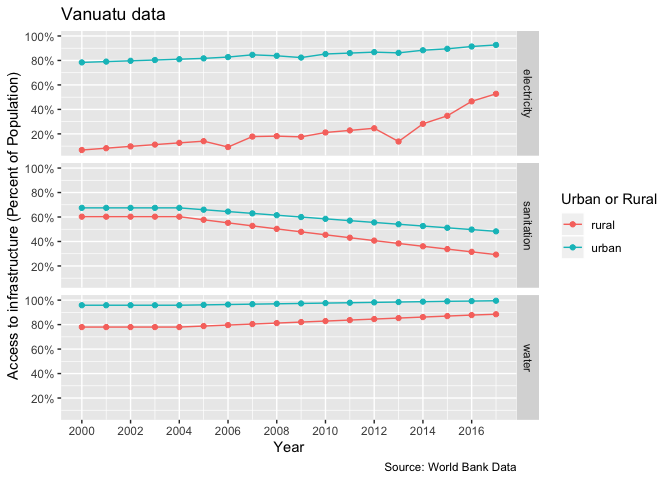 Vanuatu data
Access to infrastructure (Percent of Population)
100%
80%
60%
40%
20%
electricity
100%
80%
60%
40%
20%
sanitation
100%
80%
60%
40%
20%
water
2000 2002 2004 2006 2008 2010 2012 2014 2016
Year
Urban or Rural
rural
urban
Source: World Bank Data